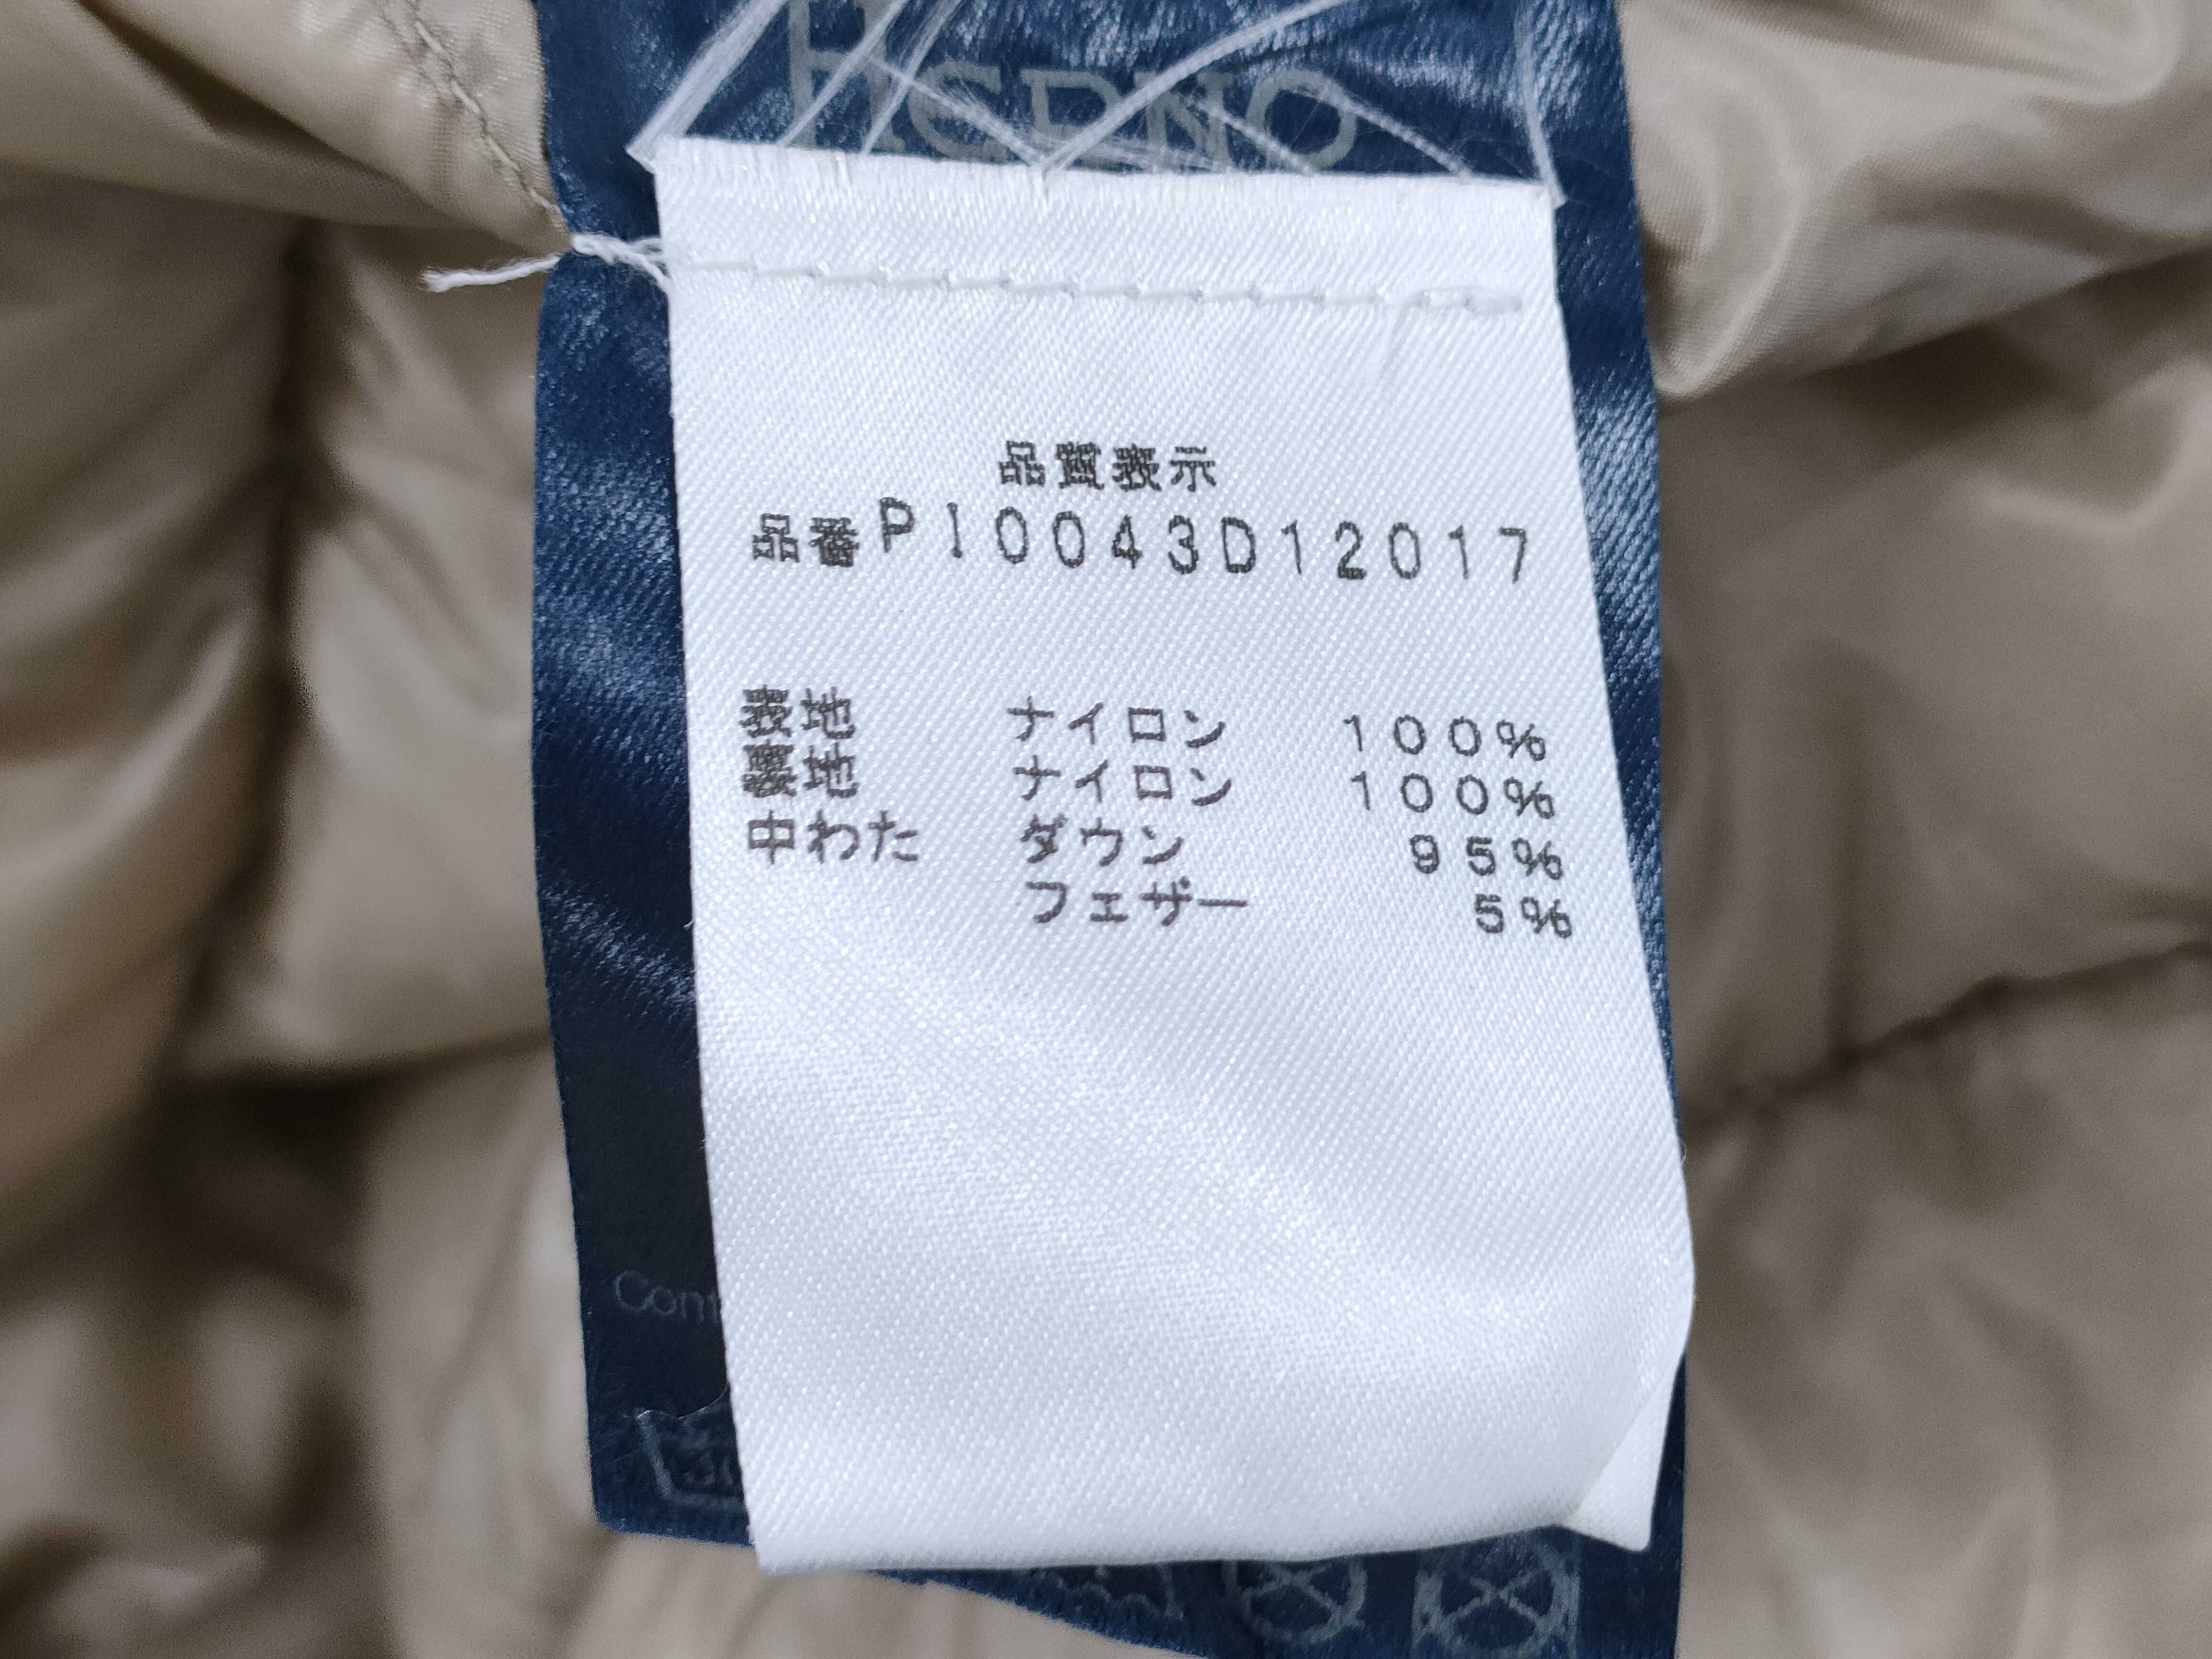 HERNO
品質表示
品番PI0043D12017
表地 ナイロン 100%
裏地 ナイロン 100%
中わた ダウン 95%
フェザー 5%